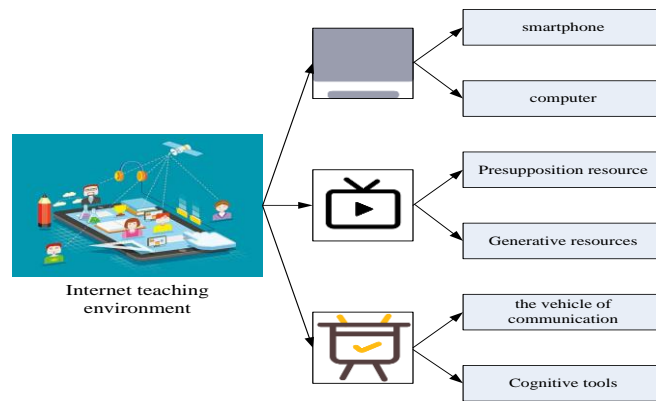 smartphone
computer
Presupposition resource
Generative resources
Internet teaching
environment
the vehicle of
communication
Cognitive tools